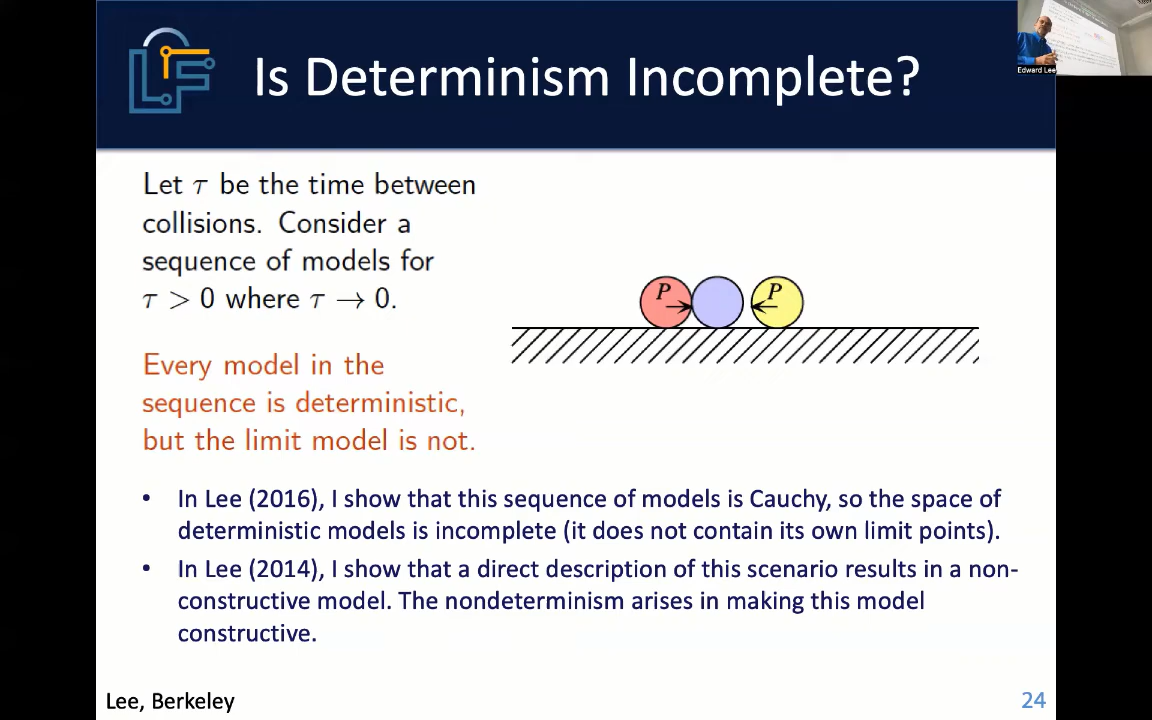 LF
Is Determinism Incomplete?
Edward Lee
Let τ be the time between
collisions. Consider a
sequence of models for
τ > 0 where τ → 0.
P
P
Every model in the
sequence is deterministic,
but the limit model is not.
• In Lee (2016), I show that this sequence of models is Cauchy, so the space of
deterministic models is incomplete (it does not contain its own limit points).
• In Lee (2014), I show that a direct description of this scenario results in a non-
constructive model. The nondeterminism arises in making this model
constructive.
Lee, Berkeley
24